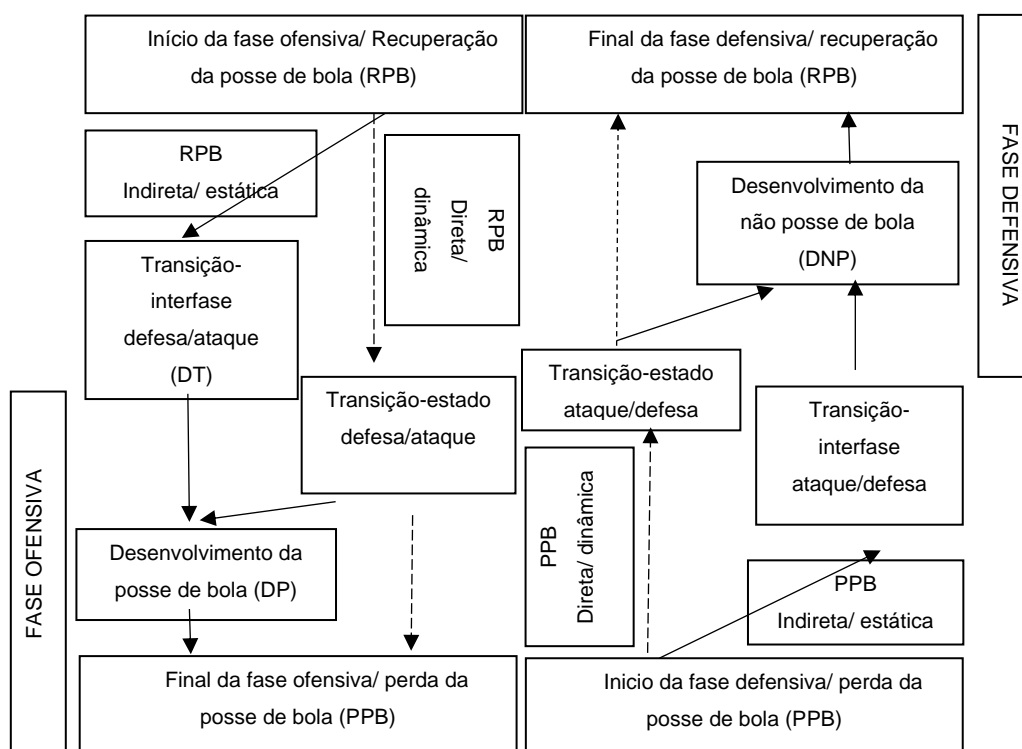 Início da fase ofensiva/ Recuperação
da posse de bola (RPB)
Final da fase defensiva/ recuperação
da posse de bola (RPB)
RPB
Indireta/ estática
RPB
Direta/
dinâmica
Desenvolvimento da
não posse de bola
(DNP)
FASE DEFENSIVA
Transição-
interfase
defesa/ataque
(DT)
Transição-estado
defesa/ataque
Transição-estado
ataque/defesa
Transição-
interfase
ataque/defesa
FASE OFENSIVA
PPB
Direta/ dinâmica
Desenvolvimento da
posse de bola (DP)
PPB
Indireta/ estática
Final da fase ofensiva/ perda da
posse de bola (PPB)
Inicio da fase defensiva/ perda da
posse de bola (PPB)